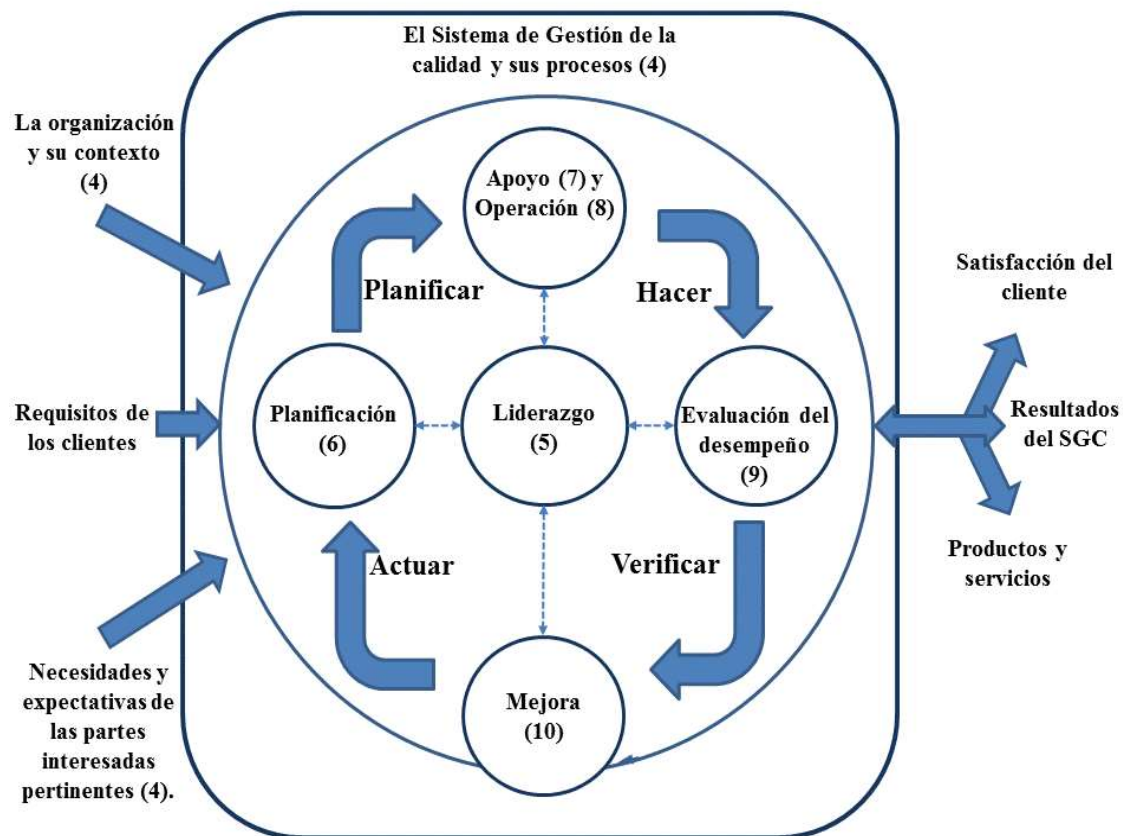 El Sistema de Gestión de la
calidad y sus procesos (4)
La organización
y su contexto
(4)
Apoyo (7) y
Operación (8)
Planificar
Hacer
Satisfacción del
cliente
Requisitos de
los clientes
Planificación
(6)
Liderazgo
(5)
Evaluación del
desempeño
(9)
Resultados
del SGC
Actuar
Verificar
Productos y
servicios
Necesidades y
expectativas de
las partes
interesadas
pertinentes (4).
Mejora
(10)